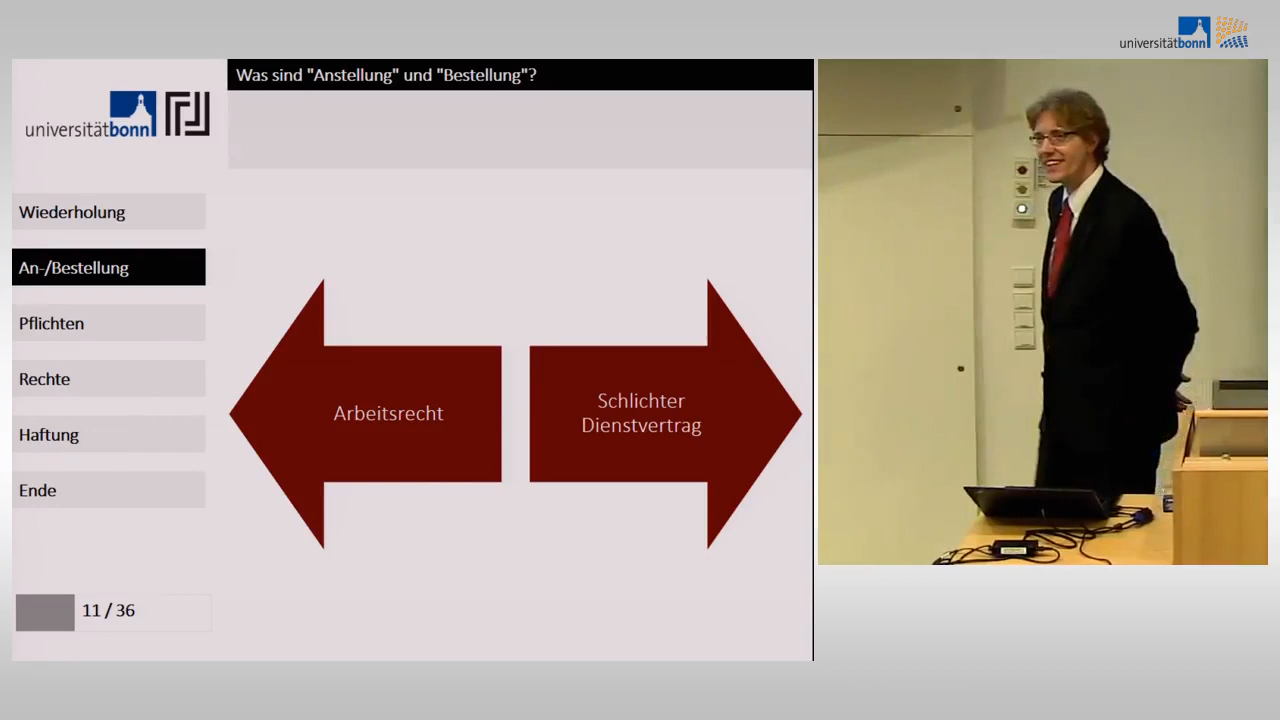 universitätbonn
Was sind "Anstellung" und "Bestellung"?
universitätbonn
Wiederholung
An-/Bestellung
Pflichten
Rechte
Haftung
Ende
Arbeitsrecht
Schlichter
Dienstvertrag
11 / 36